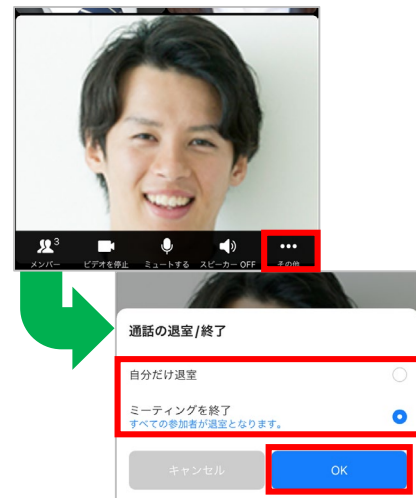 3
メンバー ビデオを停止 ミュートする スピーカー OFF その他
通話の退室/終了
自分だけ退室
ミーティングを終了
すべての参加者が退室となります。
キャンセル OK